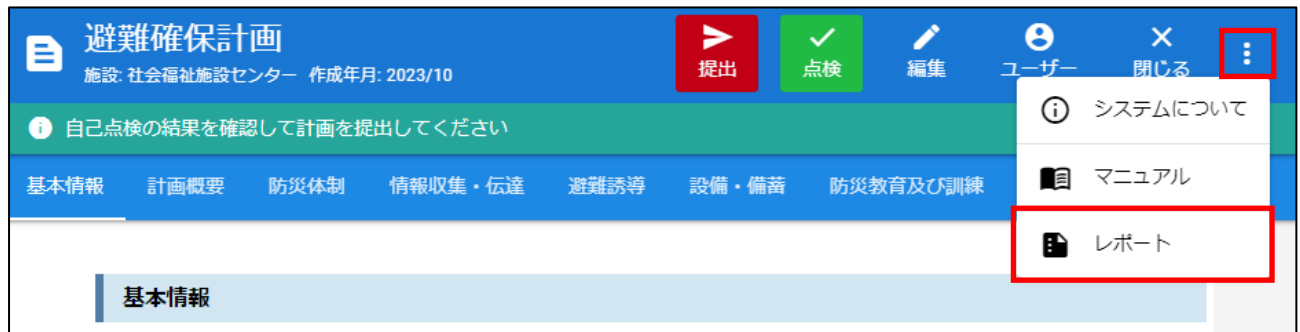 避難確保計画
施設: 社会福祉施設センター 作成年月: 2023/10
提出
点検
編集
ユーザー
閉じる
自己点検の結果を確認して計画を提出してください
システムについて
マニュアル
レポート
基本情報 計画概要 防災体制 情報収集・伝達 避難誘導 設備・備蓄 防災教育及び訓練
基本情報